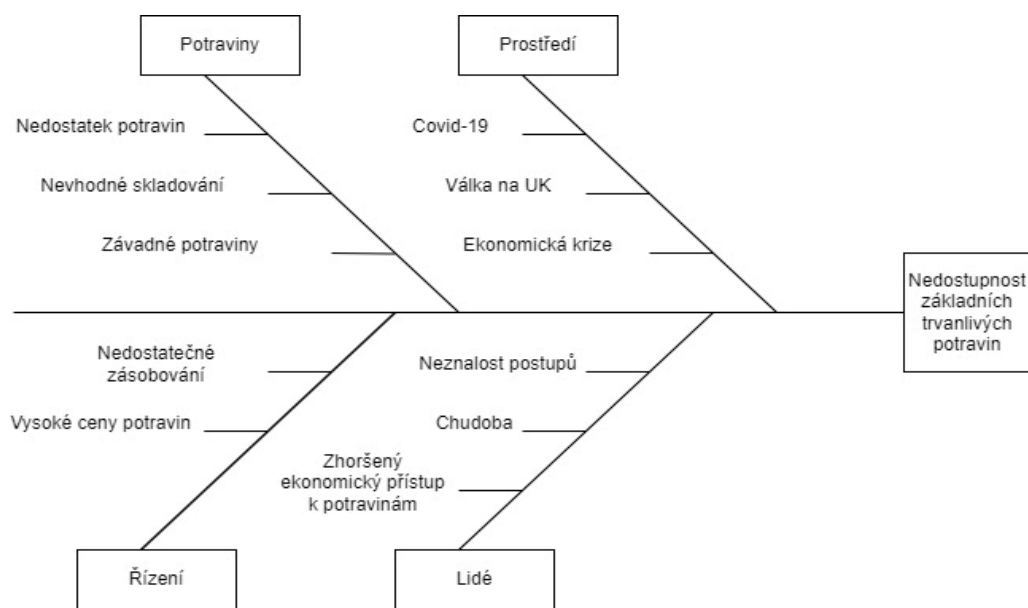 Potraviny
Prostředí
Nedostatek potravin
Covid-19
Nevhodné skladování
Válka na UK
Závadné potraviny
Ekonomická krize
Nedostupnost
základních
trvanlivých
potravin
Nedostatečné
zásobování
Neznalost postupů
Vysoké ceny potravin
Chudoba
Zhoršený
ekonomický přístup
k potravinám
Řízení
Lidé